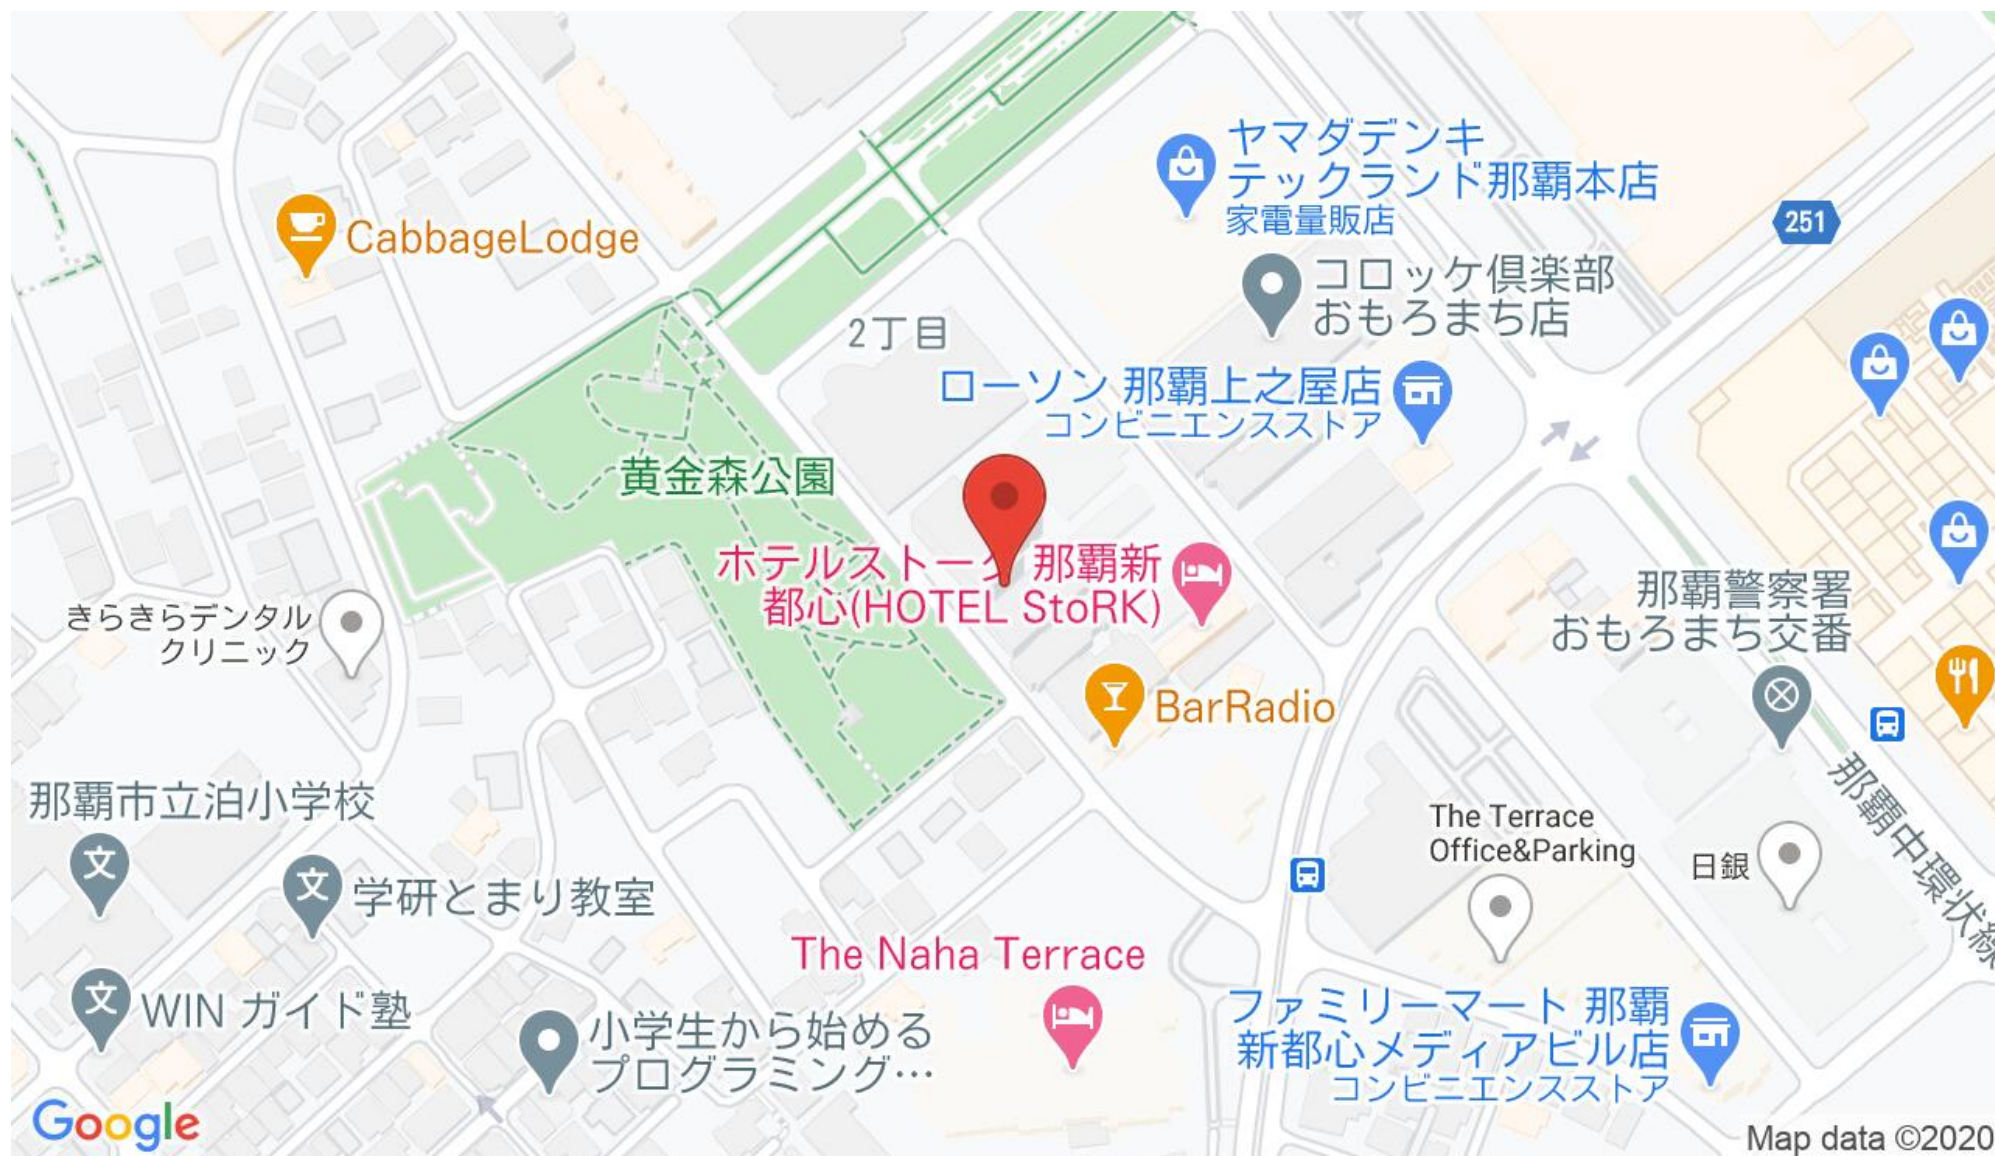 ヤマダデンキ
テックランド那覇本店
家電量販店
251
CabbageLodge
コロッケ倶楽部
おもろまち店
2丁目
ローソン 那覇上之屋店
コンビニエンスストア
黄金森公園
ホテルストーク 那覇新
都心(HOTEL StoRK)
那覇警察署
おもろまち交番
きらきらデンタル
クリニック
BarRadio
那覇市立泊小学校
The Terrace
Office&Parking
日銀
那覇中環状線
文
文
学研とまり教室
The Naha Terrace
文
WIN ガイド塾
小学生から始める
プログラミング…
ファミリーマート 那覇
新都心メディアビル店
コンビニエンスストア
Google
Map data ©2020